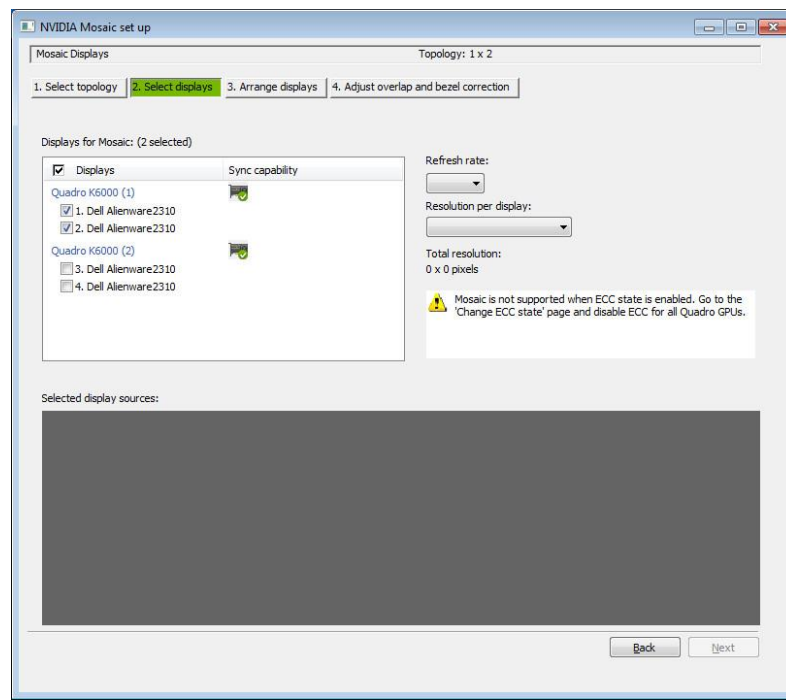 NVIDIA Mosaic set up
Mosaic Displays Topology: 1 x 2
1. Select topology 2. Select displays 3. Arrange displays 4. Adjust overlap and bezel correction
Displays for Mosaic: (2 selected)
Displays Sync capability
Quadro K6000 (1)
1. Dell Alienware2310
2. Dell Alienware2310
Quadro K6000 (2)
3. Dell Alienware2310
4. Dell Alienware2310
Refresh rate:
Resolution per display:
Total resolution:
0 x 0 pixels
Mosaic is not supported when ECC state is enabled. Go to the
'Change ECC state' page and disable ECC for all Quadro GPUs.
Selected display sources:
Back Next